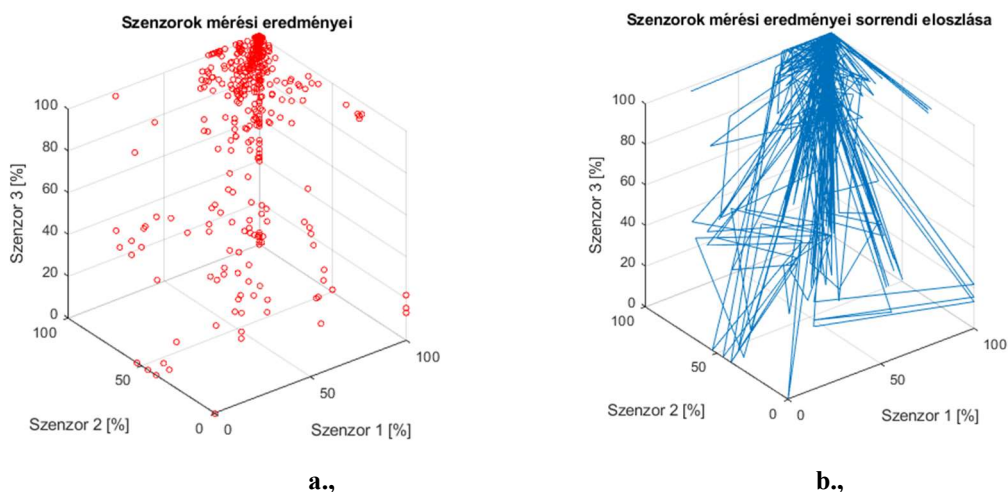 Szenzorok mérési eredményei
Szenzor 3 [%]
100
80
60
40
20
0
100
50
0
Szenzor 2 [%]
0
50
100
Szenzor 1 [%]
a.,
Szenzorok mérési eredményei sorrendi eloszlása
Szenzor 3 [%]
100
80
60
40
20
0
100
50
0
Szenzor 2 [%]
0
50
100
Szenzor 1 [%]
b.,